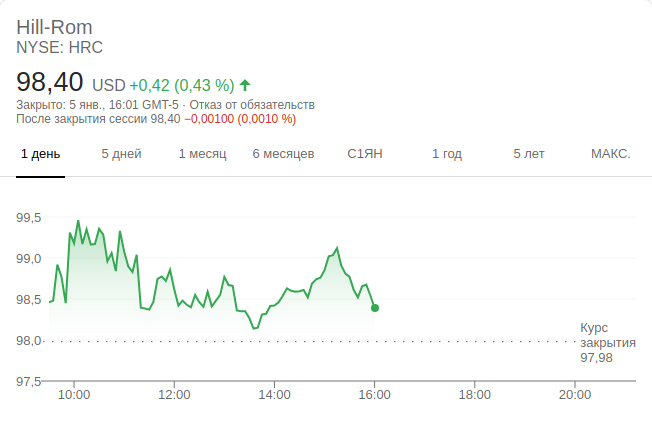 Hill-Rom
NYSE: HRC
98,40 USD +0,42 (0,43 %)
Закрыто: 5 янв., 16:01 GMT-5 · Отказ от обязательств
После закрытия сессии 98,40 −0,00100 (0,0010 %)
1 день 5 дней 1 месяц 6 месяцев С1ЯН 1 год 5 лет МАКС.
99,5
99,0
98,5
98,0
97,5
Курс
закрытия
97,98
10:00 12:00 14:00 16:00 18:00 20:00